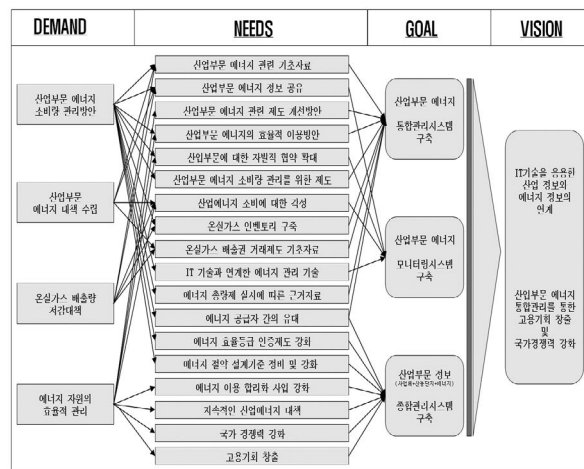 DEMAND
NEEDS
GOAL
VISION
산업부문 에너지
소비량 관리방안
산업부문
에너지 대책 수립
온실가스 배출량
저감대책
에너지 자원의
효율적 관리
산업부문 에너지 관련 기초자료
산업부문 에너지 정보 공유
산업부문 에너지 관련 제도 개선방안
산업부문 에너지의 효율적 이용방안
산업부문에 대한 자발적 협약 확대
산업부문 에너지 소비량 관리를 위한 제도
산업에너지 소비에 대한 각성
온실가스 인벤토리 구축
온실가스 배출권 거래제도 기초자료
IT 기술과 연계한 에너지 관리 기술
에너지 총량제 실시에 따른 근거자료
에너지 공급자 간의 유대
에너지 효율등급 인증제도 강화
에너지 절약 설계기준 정비 및 강화
에너지 이용 합리화 사업 강화
지속적인 산업에너지 대책
국가 경쟁력 강화
고용기회 창출
산업부문 에너지
통합관리시스템
구축
산업부문 에너지
모니터링시스템
구축
산업부문 정보
종합관리시스템
구축
IT기술을 응용한
산업 정보와
에너지 정보의
연계
산업부문 에너지
통합관리를 통한
고용기회 창출
및
국가경쟁력 강화